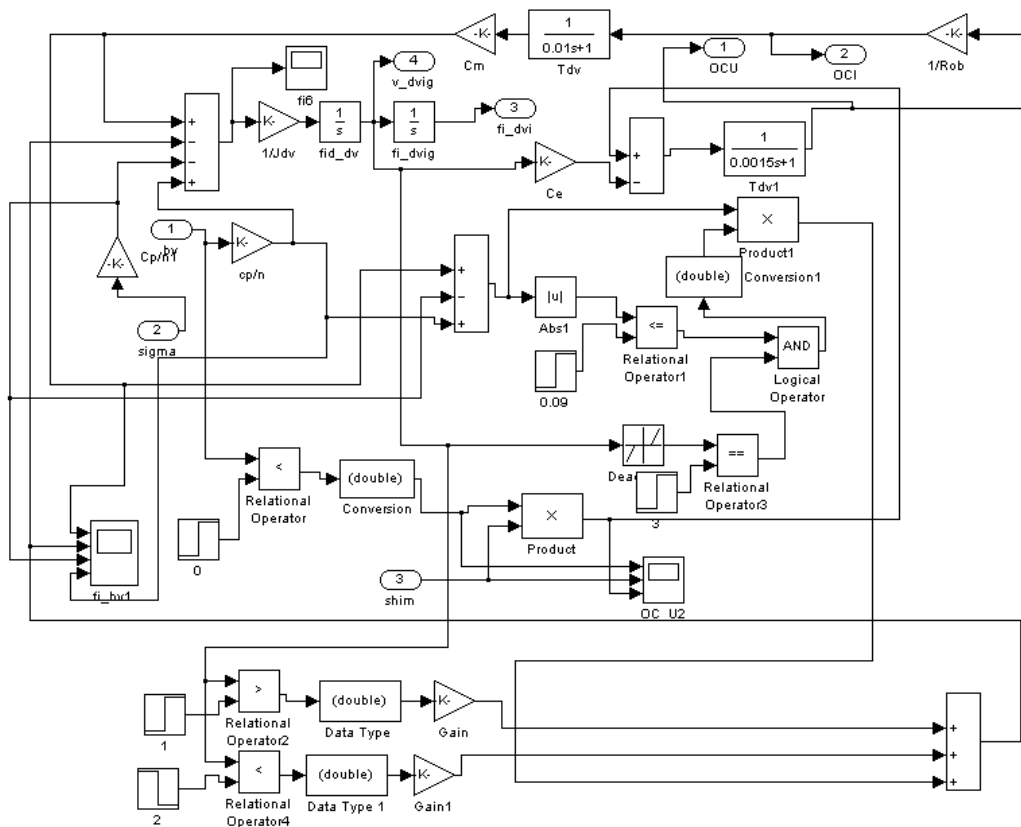 -K-
Cm
1
0.01s+1
Tdv
1
OCU
2
OCI
-K-
1/Rob
4
v_dvig
fi6
+
−
−
+
K-
1/Jdv
1
s
fid_dv
1
s
fi_dvig
3
fi_dvi
K-
Ce
+
−
1
0.0015s+1
Tdv1
1
bv
-K-
Cp/n1
K-
cp/n
2
sigma
+
−
+
×
Product1
(double)
Conversion1
|u|
Abs1
<=
Relational
Operator1
0.09
AND
Logical
Operator
==
Relational
Operator3
3
<
Relational
Operator
0
(double)
Conversion
×
Product
3
shim
OC_U2
fi_bv1
>
Relational
Operator2
1
(double)
Data Type
K-
Gain
<
Relational
Operator4
2
(double)
Data Type 1
K-
Gain1
+
+
+